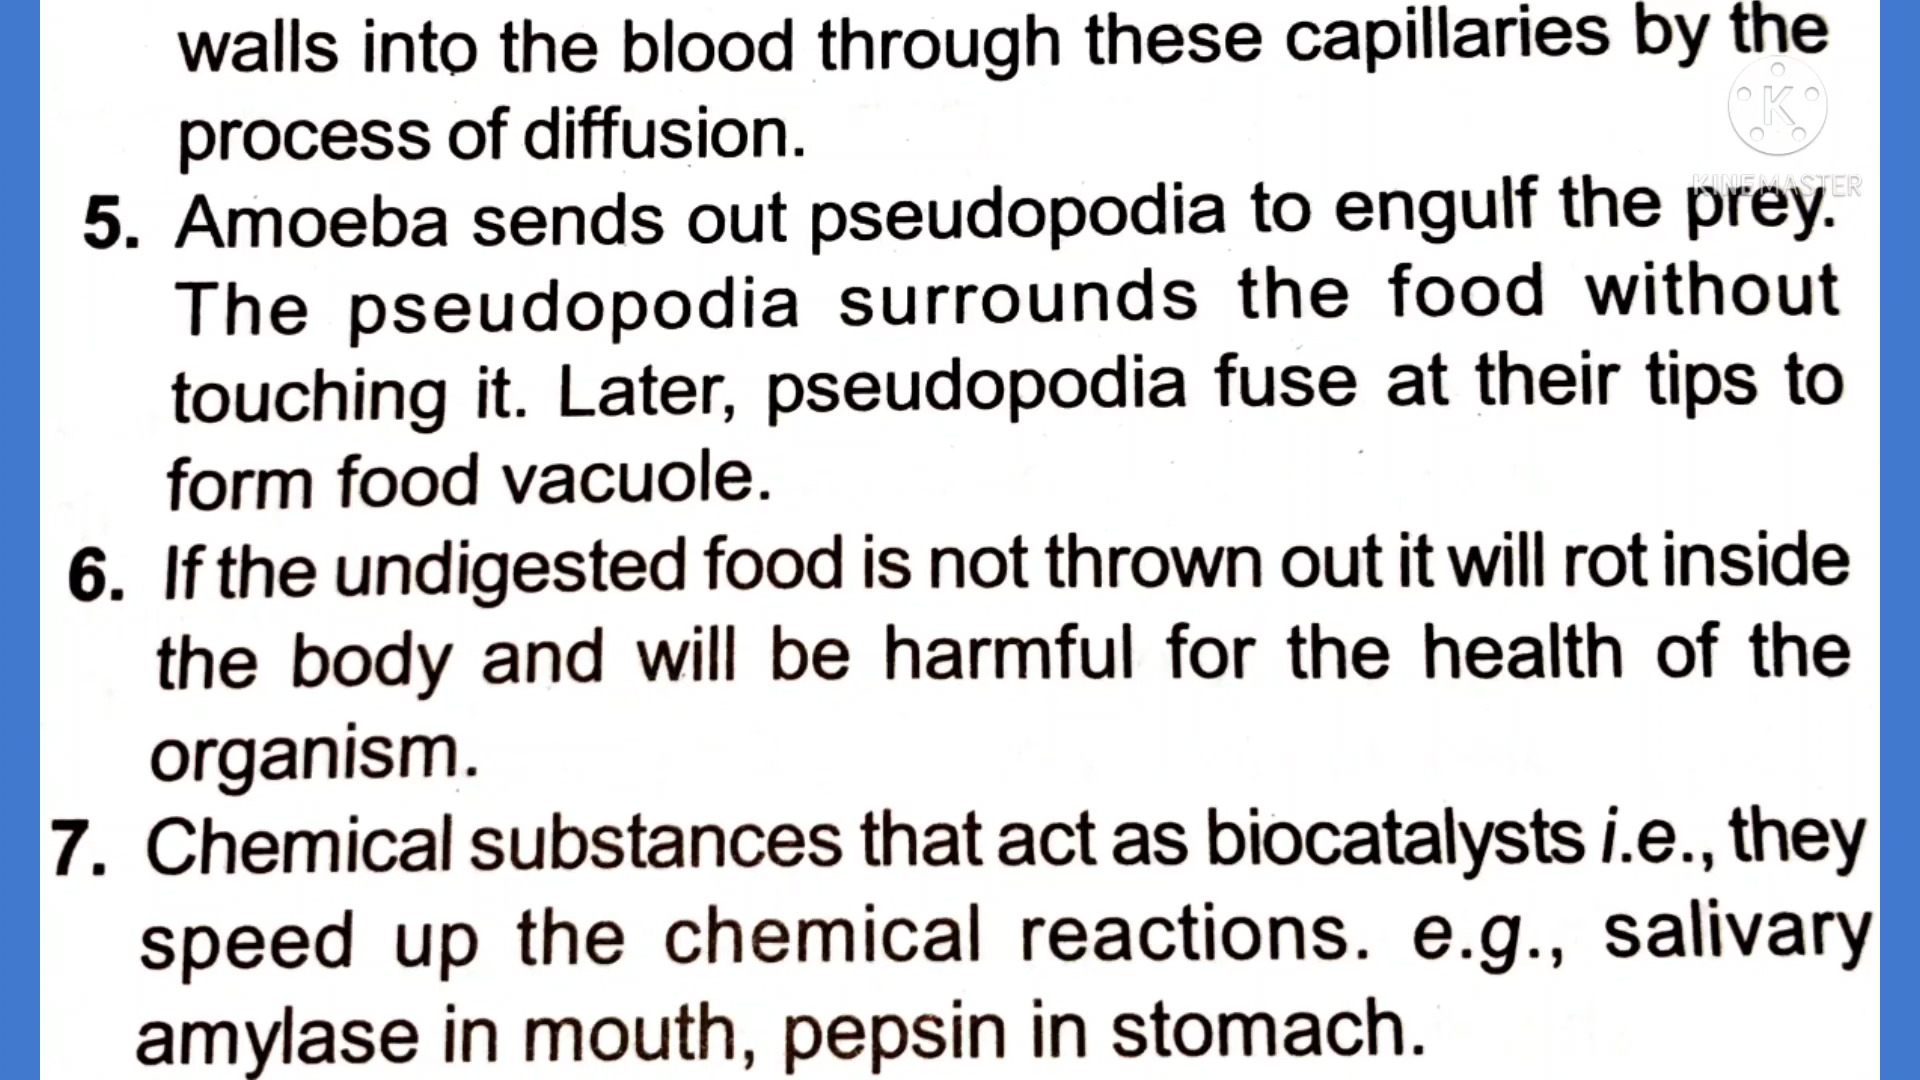 walls into the blood through these capillaries by the
process of diffusion.
KINEMASTER
5. Amoeba sends out pseudopodia to engulf the prey.
The pseudopodia surrounds the food without
touching it. Later, pseudopodia fuse at their tips to
form food vacuole.
6. If the undigested food is not thrown out it will rot inside
the body and will be harmful for the health of the
organism.
7. Chemical substances that act as biocatalysts i.e., they
speed up the chemical reactions. e.g., salivary
amylase in mouth, pepsin in stomach.